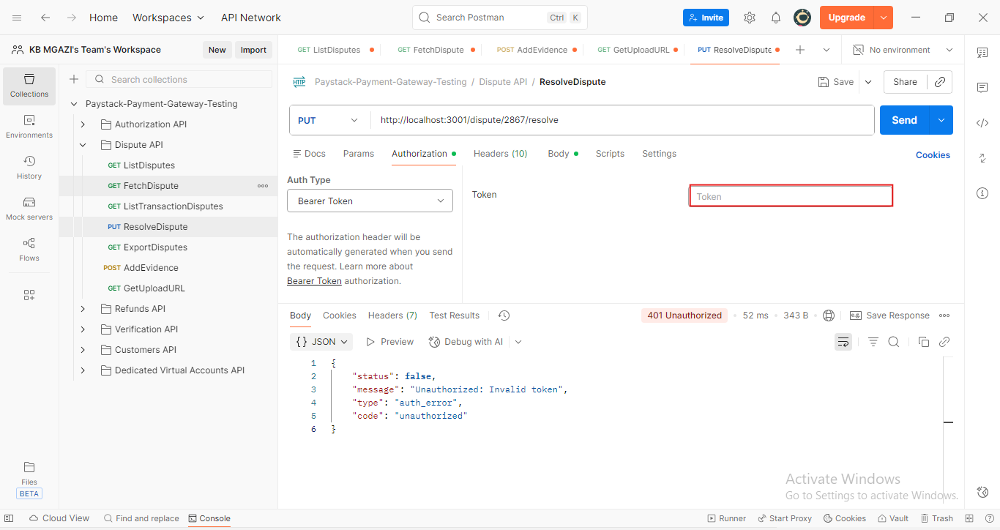 Home Workspaces API Network Search Postman Ctrl K Invite Upgrade
KB MGAZI's Team's Workspace New Import GET ListDisputes GET FetchDispute POST AddEvidence GET GetUploadURL PUT ResolveDispute No environment
Collections
Environments
History
Mock servers
Flows
Files
BETA
Search collections
Paystack-Payment-Gateway-Testing
Authorization API
Dispute API
GET ListDisputes
GET FetchDispute
GET ListTransactionDisputes
PUT ResolveDispute
GET ExportDisputes
POST AddEvidence
GET GetUploadURL
Refunds API
Verification API
Customers API
Dedicated Virtual Accounts API
HTTP Paystack-Payment-Gateway-Testing / Dispute API / ResolveDispute Save Share
PUT http://localhost:3001/dispute/2867/resolve Send
Docs Params Authorization Headers (10) Body Scripts Settings Cookies
Auth Type
Bearer Token
The authorization header will be
automatically generated when you send
the request. Learn more about
Bearer Token authorization.
Token Token
Body Cookies Headers (7) Test Results 401 Unauthorized 52 ms 343 B e.g. Save Response
{} JSON Preview Debug with AI
1 {
2 "status": false,
3 "message": "Unauthorized: Invalid token",
4 "type": "auth_error",
5 "code": "unauthorized"
6 }
Activate Windows
Go to Settings to activate Windows.
Cloud View Find and replace Console Runner Start Proxy Cookies Vault Trash